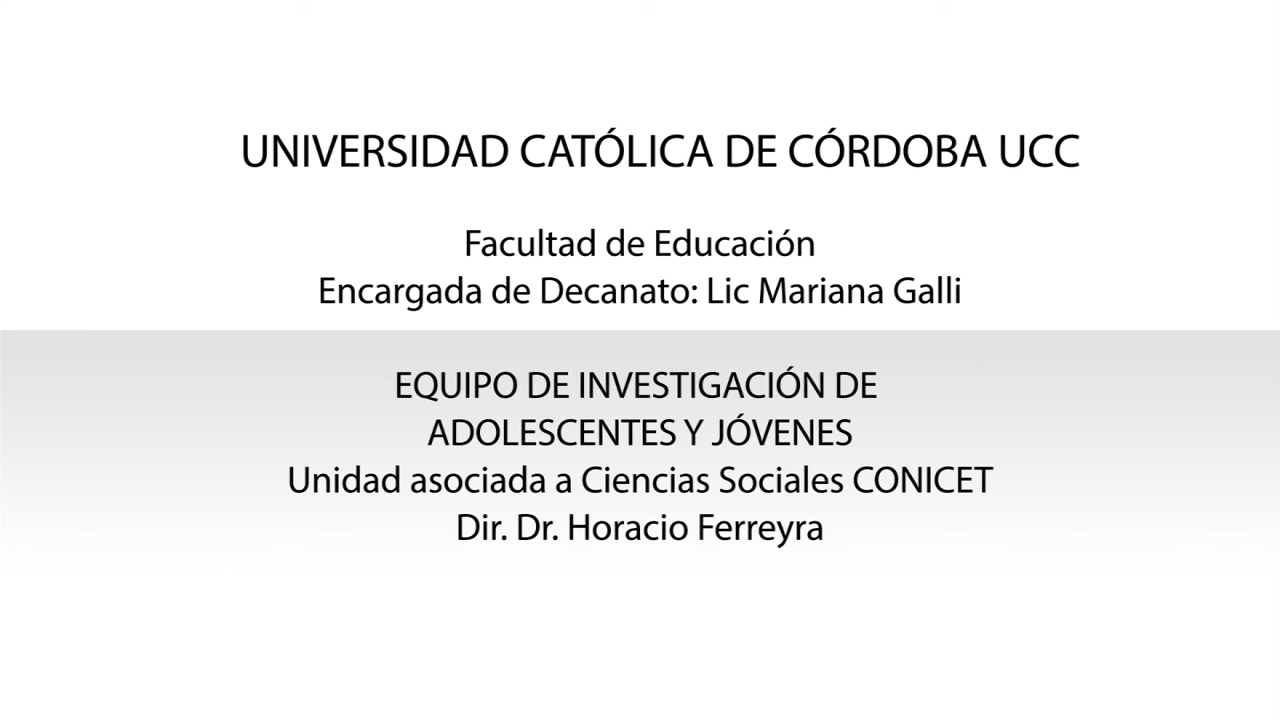 UNIVERSIDAD CATÓLICA DE CÓRDOBA UCC
Facultad de Educación
Encargada de Decanato: Lic Mariana Galli
EQUIPO DE INVESTIGACIÓN DE
ADOLESCENTES Y JÓVENES
Unidad asociada a Ciencias Sociales CONICET
Dir. Dr. Horacio Ferreyra